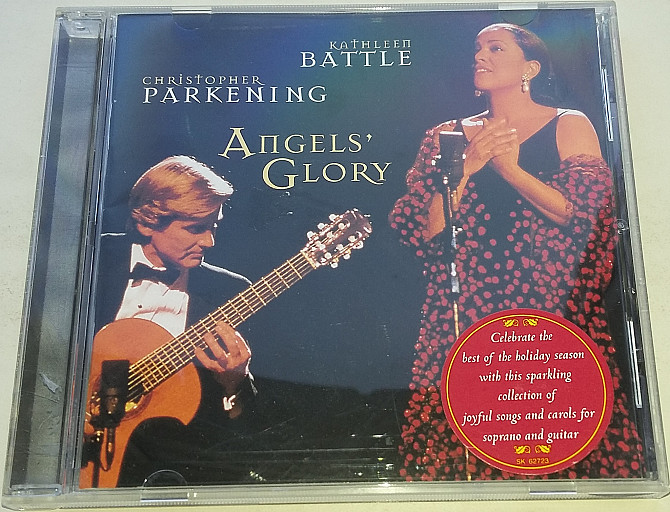 KATHLEEN
BATTLE
CHRISTOPHER
PARKENING
ANGELS'
GLORY
Celebrate the
best of the holiday season
with this sparkling
collection of
joyful songs and carols for
soprano and guitar
SK 62723